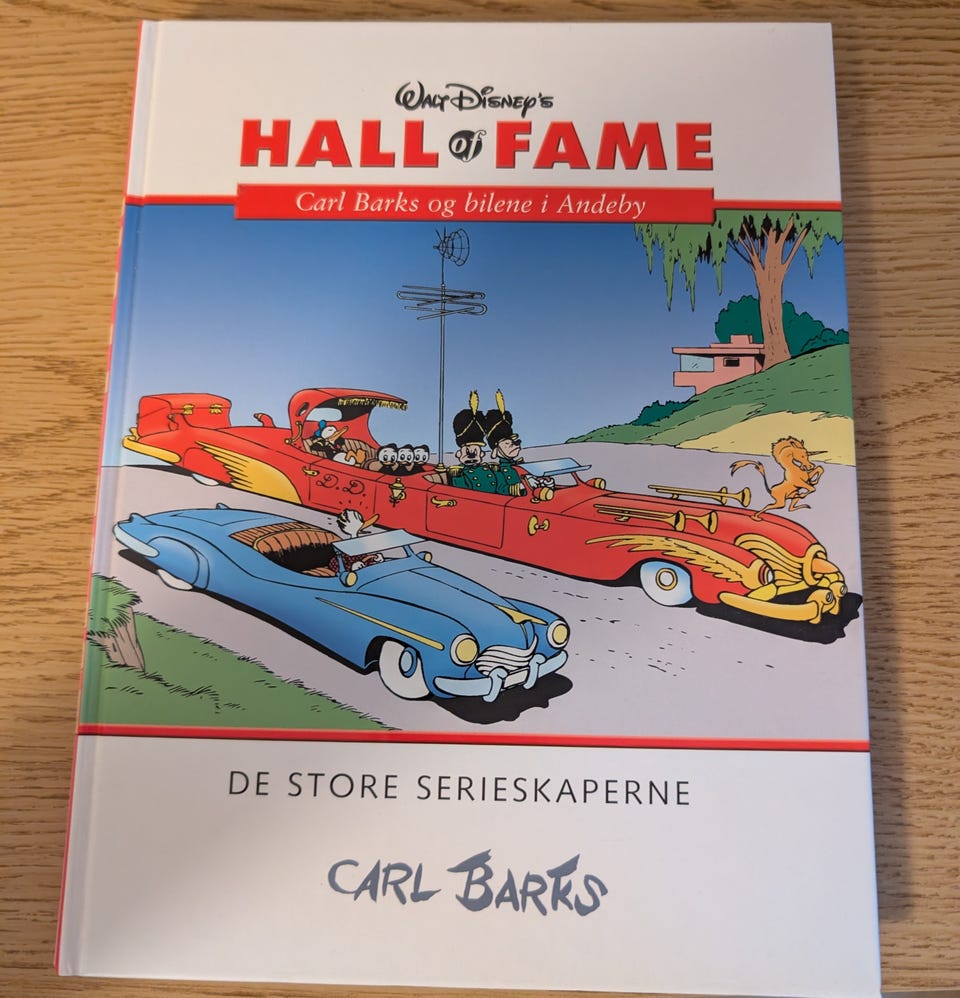 WALT DISNEY'S
HALL of FAME
Carl Barks og bilene i Andeby
D.D.
DE STORE SERIESKAPERNE
CARL BARKS